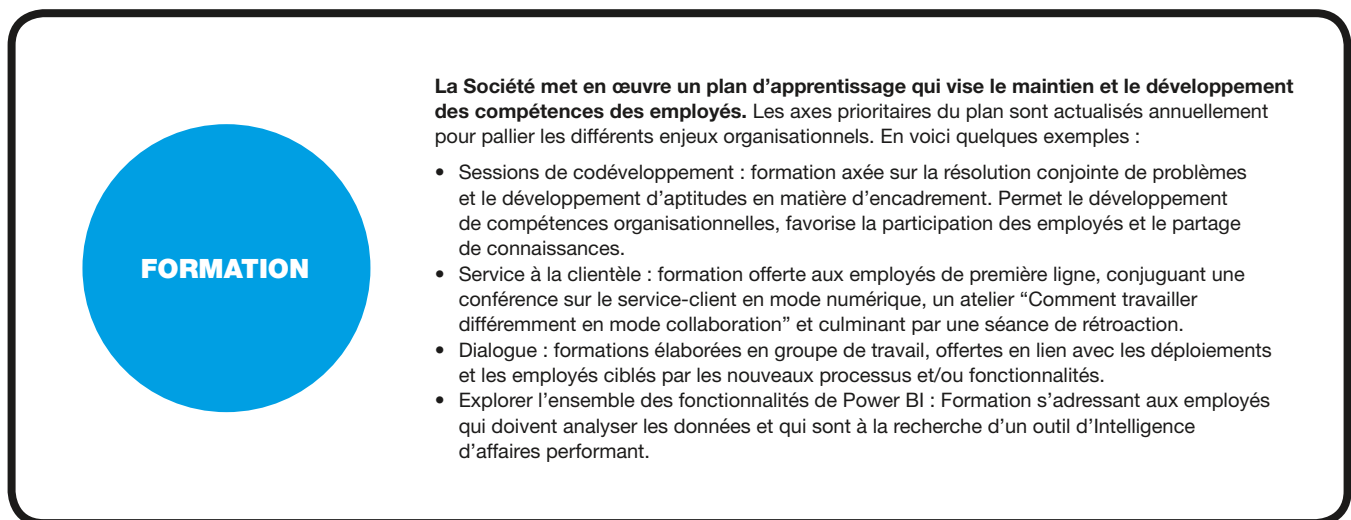 FORMATION
La Société met en œuvre un plan d’apprentissage qui vise le maintien et le développement
des compétences des employés. Les axes prioritaires du plan sont actualisés annuellement
pour pallier les différents enjeux organisationnels. En voici quelques exemples :
• Sessions de codéveloppement : formation axée sur la résolution conjointe de problèmes
et le développement d’aptitudes en matière d’encadrement. Permet le développement
de compétences organisationnelles, favorise la participation des employés et le partage
de connaissances.
• Service à la clientèle : formation offerte aux employés de première ligne, conjuguant une
conférence sur le service-client en mode numérique, un atelier “Comment travailler
différemment en mode collaboration” et culminant par une séance de rétroaction.
• Dialogue : formations élaborées en groupe de travail, offertes en lien avec les déploiements
et les employés ciblés par les nouveaux processus et/ou fonctionnalités.
• Explorer l’ensemble des fonctionnalités de Power BI : Formation s’adressant aux employés
qui doivent analyser les données et qui sont à la recherche d’un outil d’Intelligence
d’affaires performant.